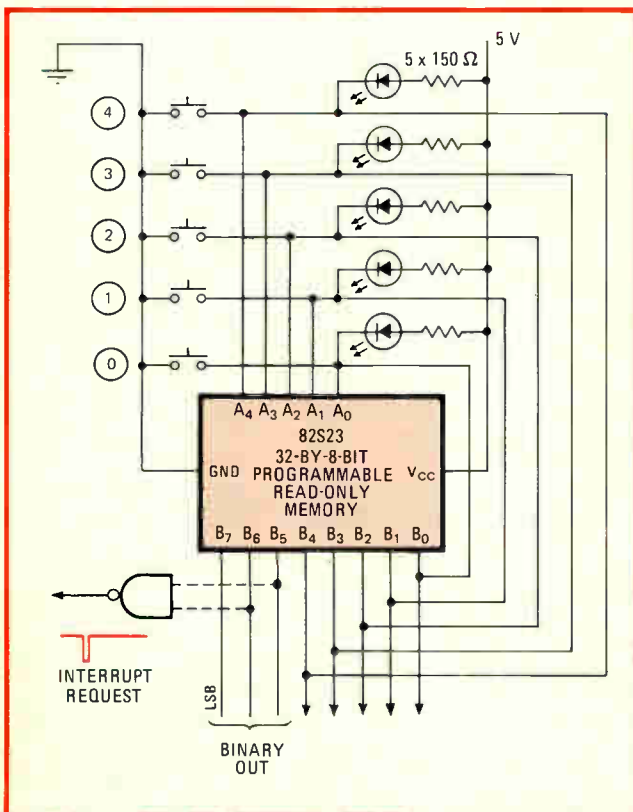 5 V
5 x 150 Ω
4
3
2
1
0
A4 A3 A2 A1 A0
82S23
32-BY-8-BIT
GND PROGRAMMABLE VCC
READ-ONLY
MEMORY
B7 B6 B5 B4 B3 B2 B1 B0
INTERRUPT
REQUEST
LSB
BINARY
OUT